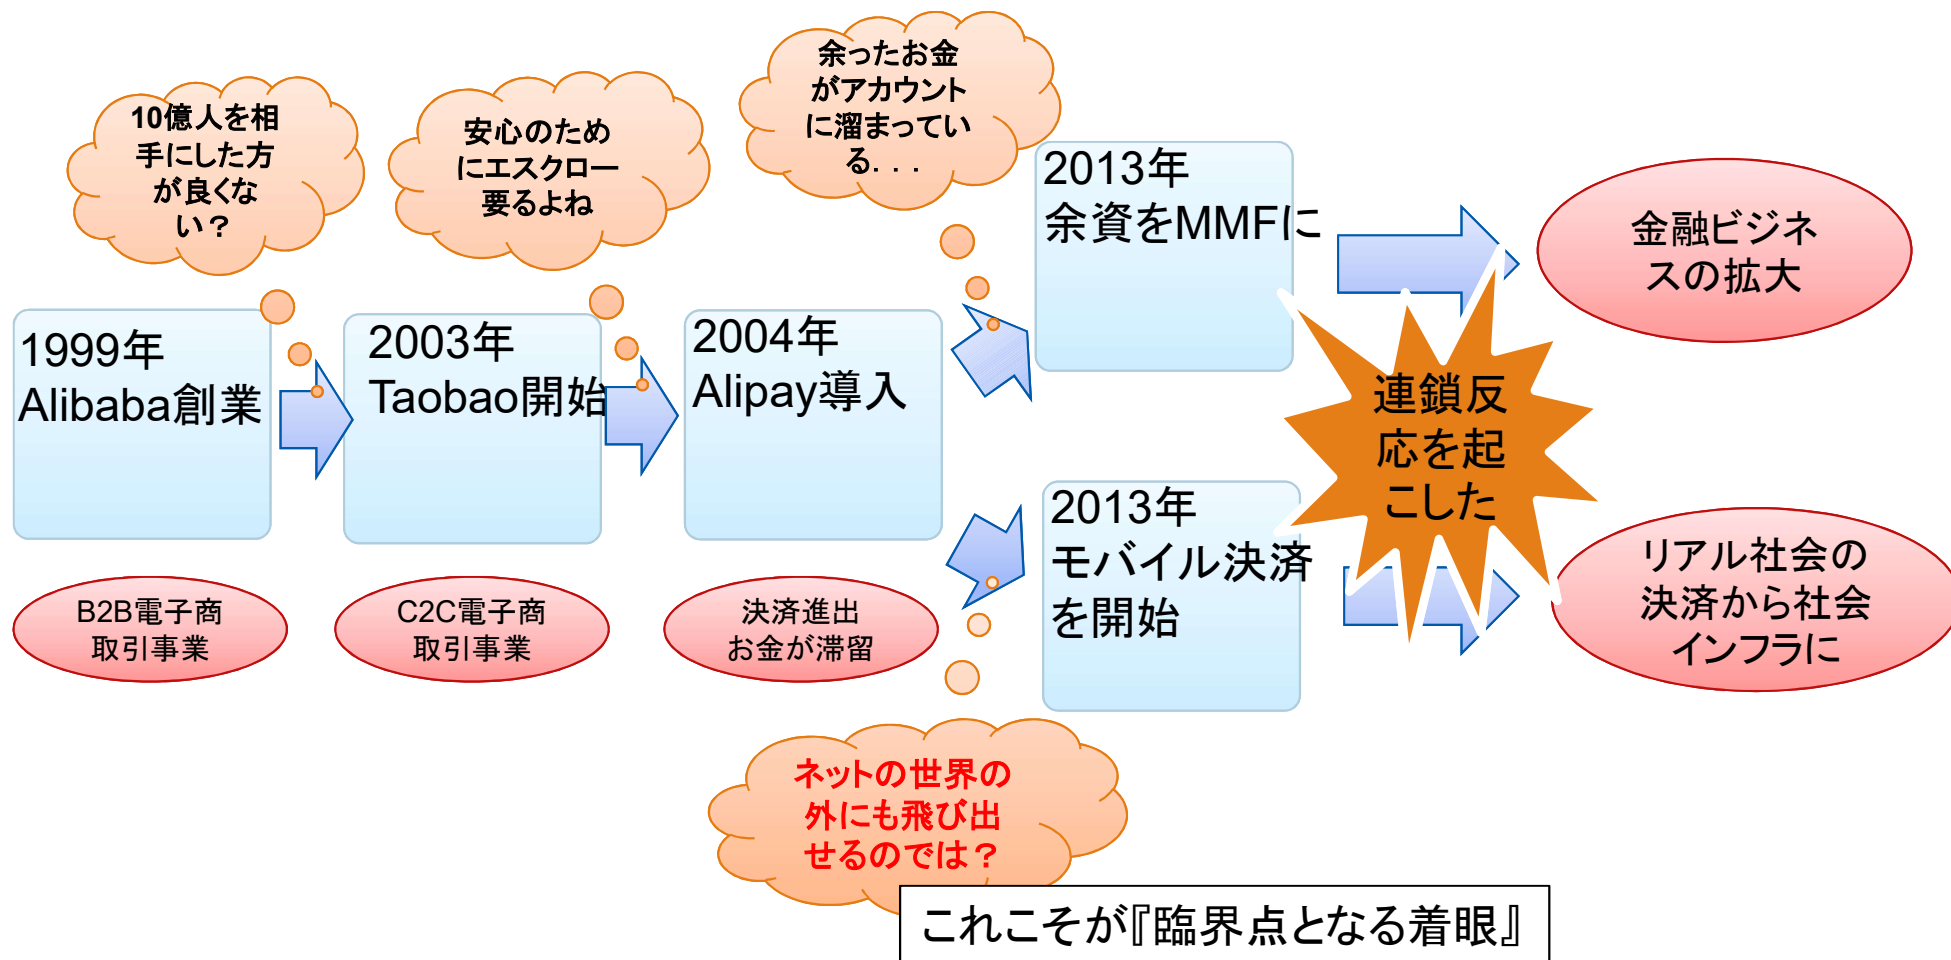 10億人を相
手にした方
が良くな
い？
安心のため
にエスクロー
要るよね
余ったお金
がアカウント
に溜まってい
る．．．
1999年
Alibaba創業
2003年
Taobao開始
2004年
Alipay導入
2013年
余資をMMFに
2013年
モバイル決済
を開始
連鎖反
応を起
こした
金融ビジネ
スの拡大
リアル社会の
決済から社会
インフラに
B2B電子商
取引事業
C2C電子商
取引事業
決済進出
お金が滞留
ネットの世界の
外にも飛び出
せるのでは？
これこそが『臨界点となる着眼』